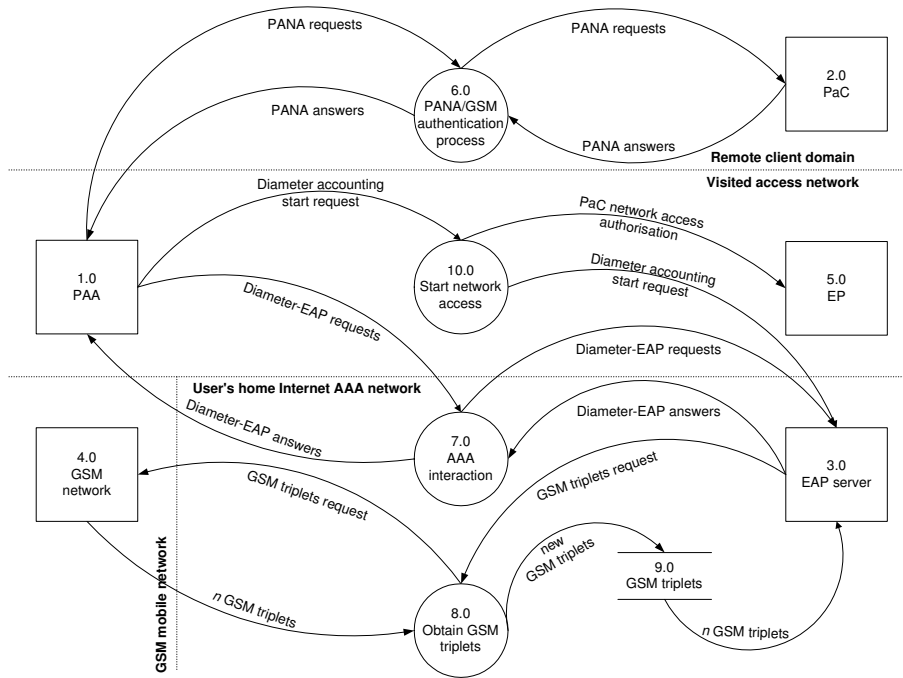 PANA requests
PANA requests
6.0
PANA/GSM
authentication
process
2.0
PaC
PANA answers
PANA answers
Remote client domain
Visited access network
Diameter accounting
start request
PaC network access
authorisation
1.0
PAA
10.0
Start network
access
Diameter accounting
start request
5.0
EP
Diameter-EAP requests
Diameter-EAP requests
User's home Internet AAA network
Diameter-EAP answers
Diameter-EAP answers
4.0
GSM
network
7.0
AAA
interaction
3.0
EAP server
GSM triplets request
GSM triplets request
new
GSM triplets
9.0
GSM triplets
n GSM triplets
8.0
Obtain GSM
triplets
n GSM triplets
GSM mobile network